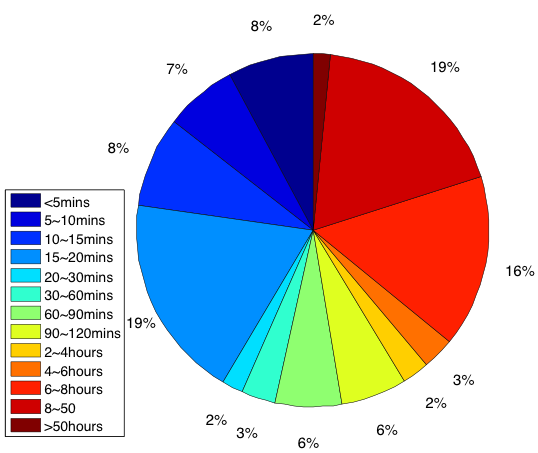 8%
2%
7%
19%
8%
<5mins
5~10mins
10~15mins
15~20mins
20~30mins
30~60mins
60~90mins
90~120mins
2~4hours
4~6hours
6~8hours
8~50
>50hours
16%
19%
3%
2%
2%
3%
6%
6%